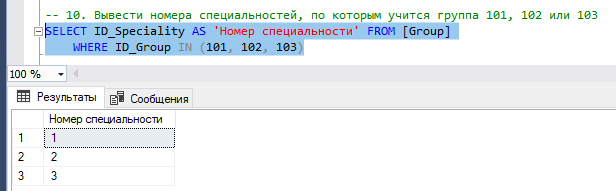 -- 10. Вывести номера специальностей, по которым учится группа 101, 102 или 103
SELECT ID_Speciality AS 'Номер специальности' FROM [Group]
WHERE ID_Group IN (101, 102, 103)
100 %
Результаты Сообщения
Номер специальности
1 1
2 2
3 3